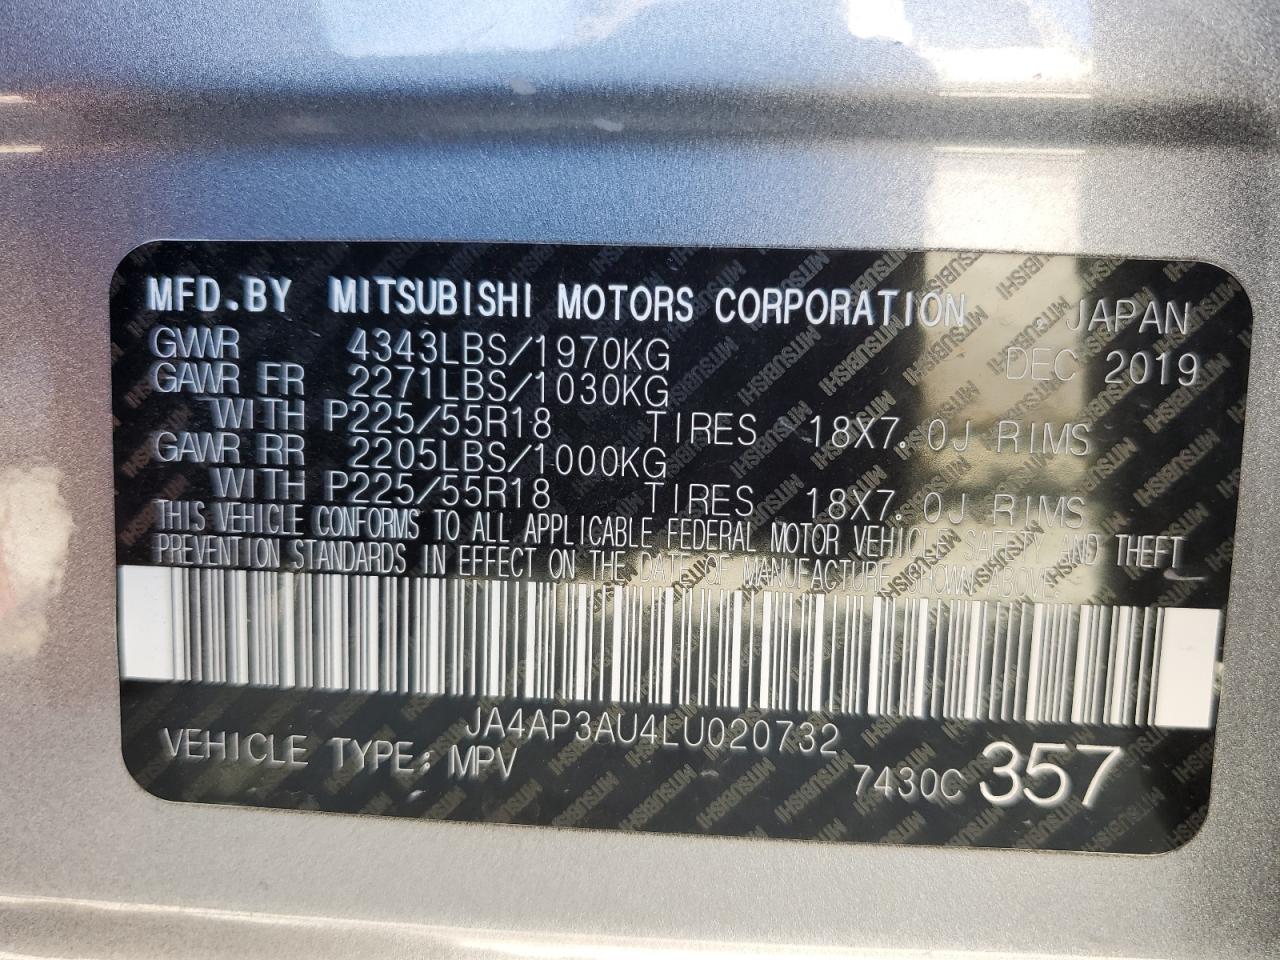 MFD.BY MITSUBISHI MOTORS CORPORATION JAPAN
GVWR 4343LBS/1970KG DEC 2019
GAWR FR 2271LBS/1030KG
WITH P225/55R18 TIRES 18X7.0J RIMS
GAWR RR 2205LBS/1000KG
WITH P225/55R18 TIRES 18X7.0J RIMS
THIS VEHICLE CONFORMS TO ALL APPLICABLE FEDERAL MOTOR VEHICLE SAFETY AND THEFT
PREVENTION STANDARDS IN EFFECT ON THE DATE OF MANUFACTURE SHOWN ABOVE.
JA4AP3AU4LU020732
VEHICLE TYPE: MPV
7430C 357